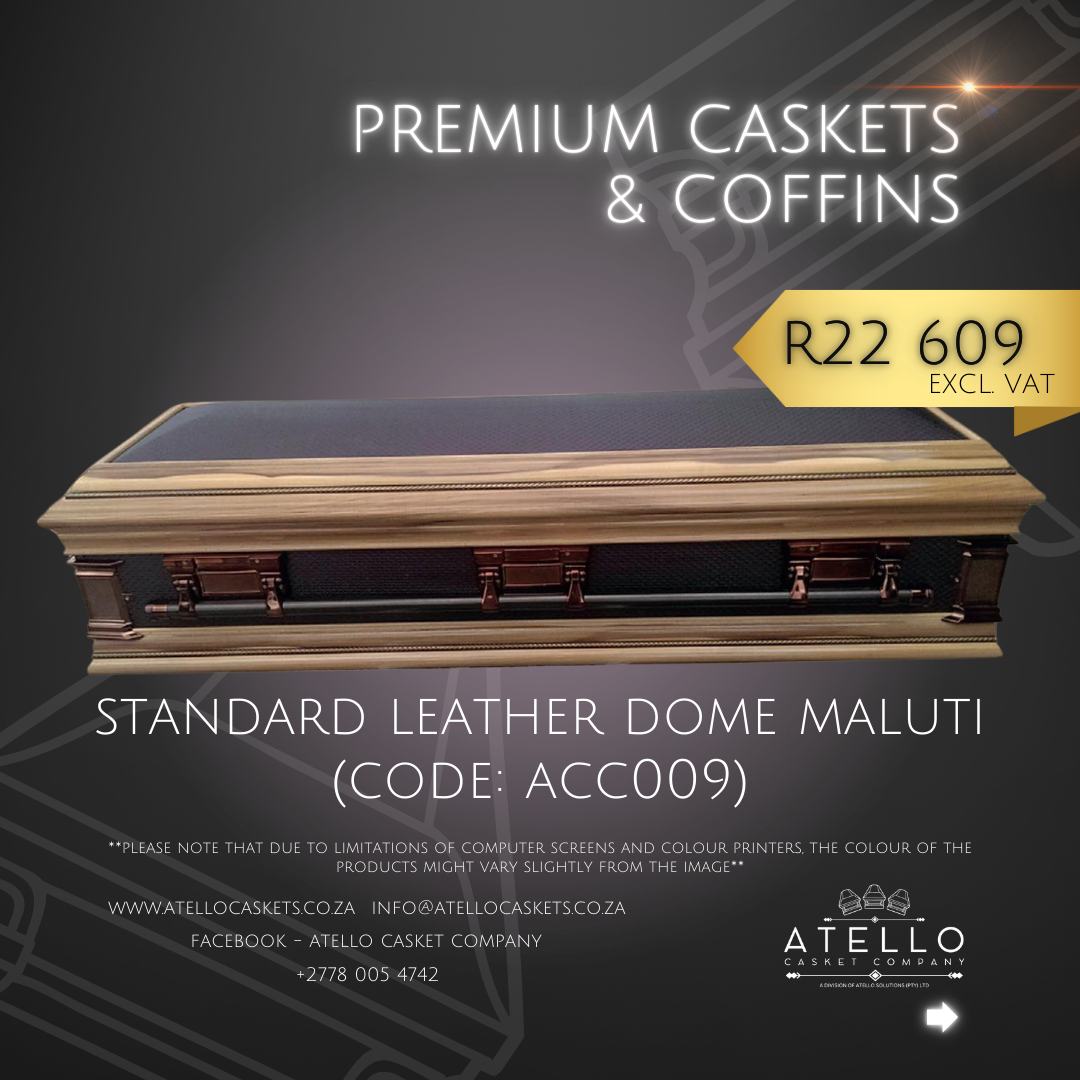 PREMIUM CASKETS
& COFFINS
R22 609
EXCL. VAT
STANDARD LEATHER DOME MALUTI
(CODE: ACC009)
**PLEASE NOTE THAT DUE TO LIMITATIONS OF COMPUTER SCREENS AND COLOUR PRINTERS, THE COLOUR OF THE
PRODUCTS MIGHT VARY SLIGHTLY FROM THE IMAGE**
WWW.ATELLOCASKETS.CO.ZA INFO@ATELLOCASKETS.CO.ZA
FACEBOOK - ATELLO CASKET COMPANY
+2778 005 4742
ATELLO
CASKET COMPANY
A DIVISION OF ATELLO SOLUTIONS (PTY) LTD